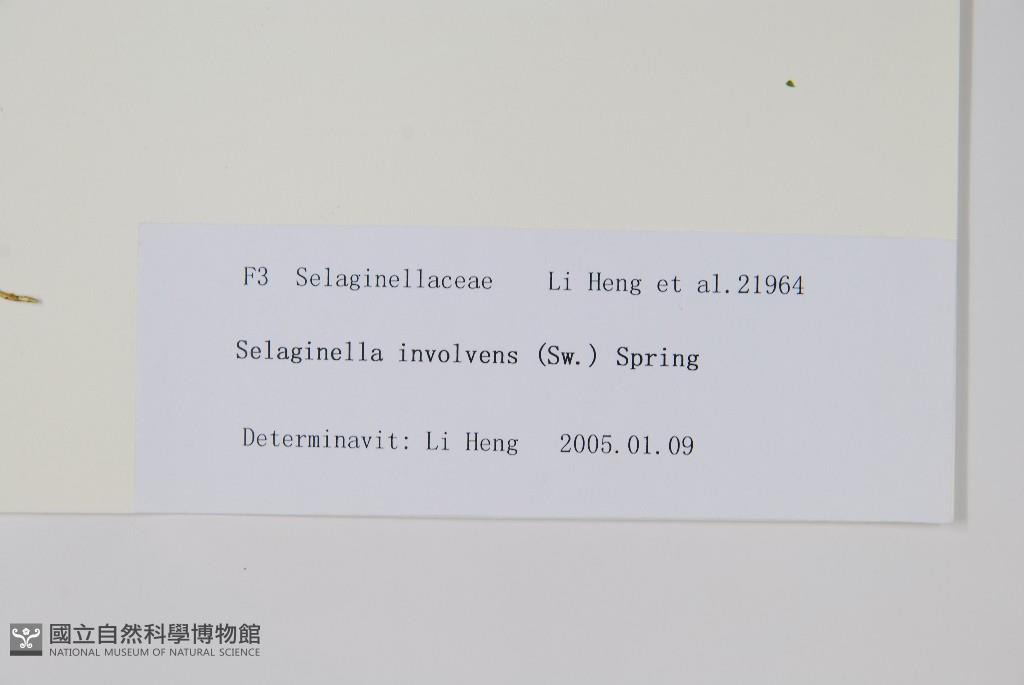 F3 Selaginellaceae Li Heng et al.21964
Selaginella involvens (Sw.) Spring
Determinavit: Li Heng 2005.01.09
國立自然科學博物館
NATIONAL MUSEUM OF NATURAL SCIENCE